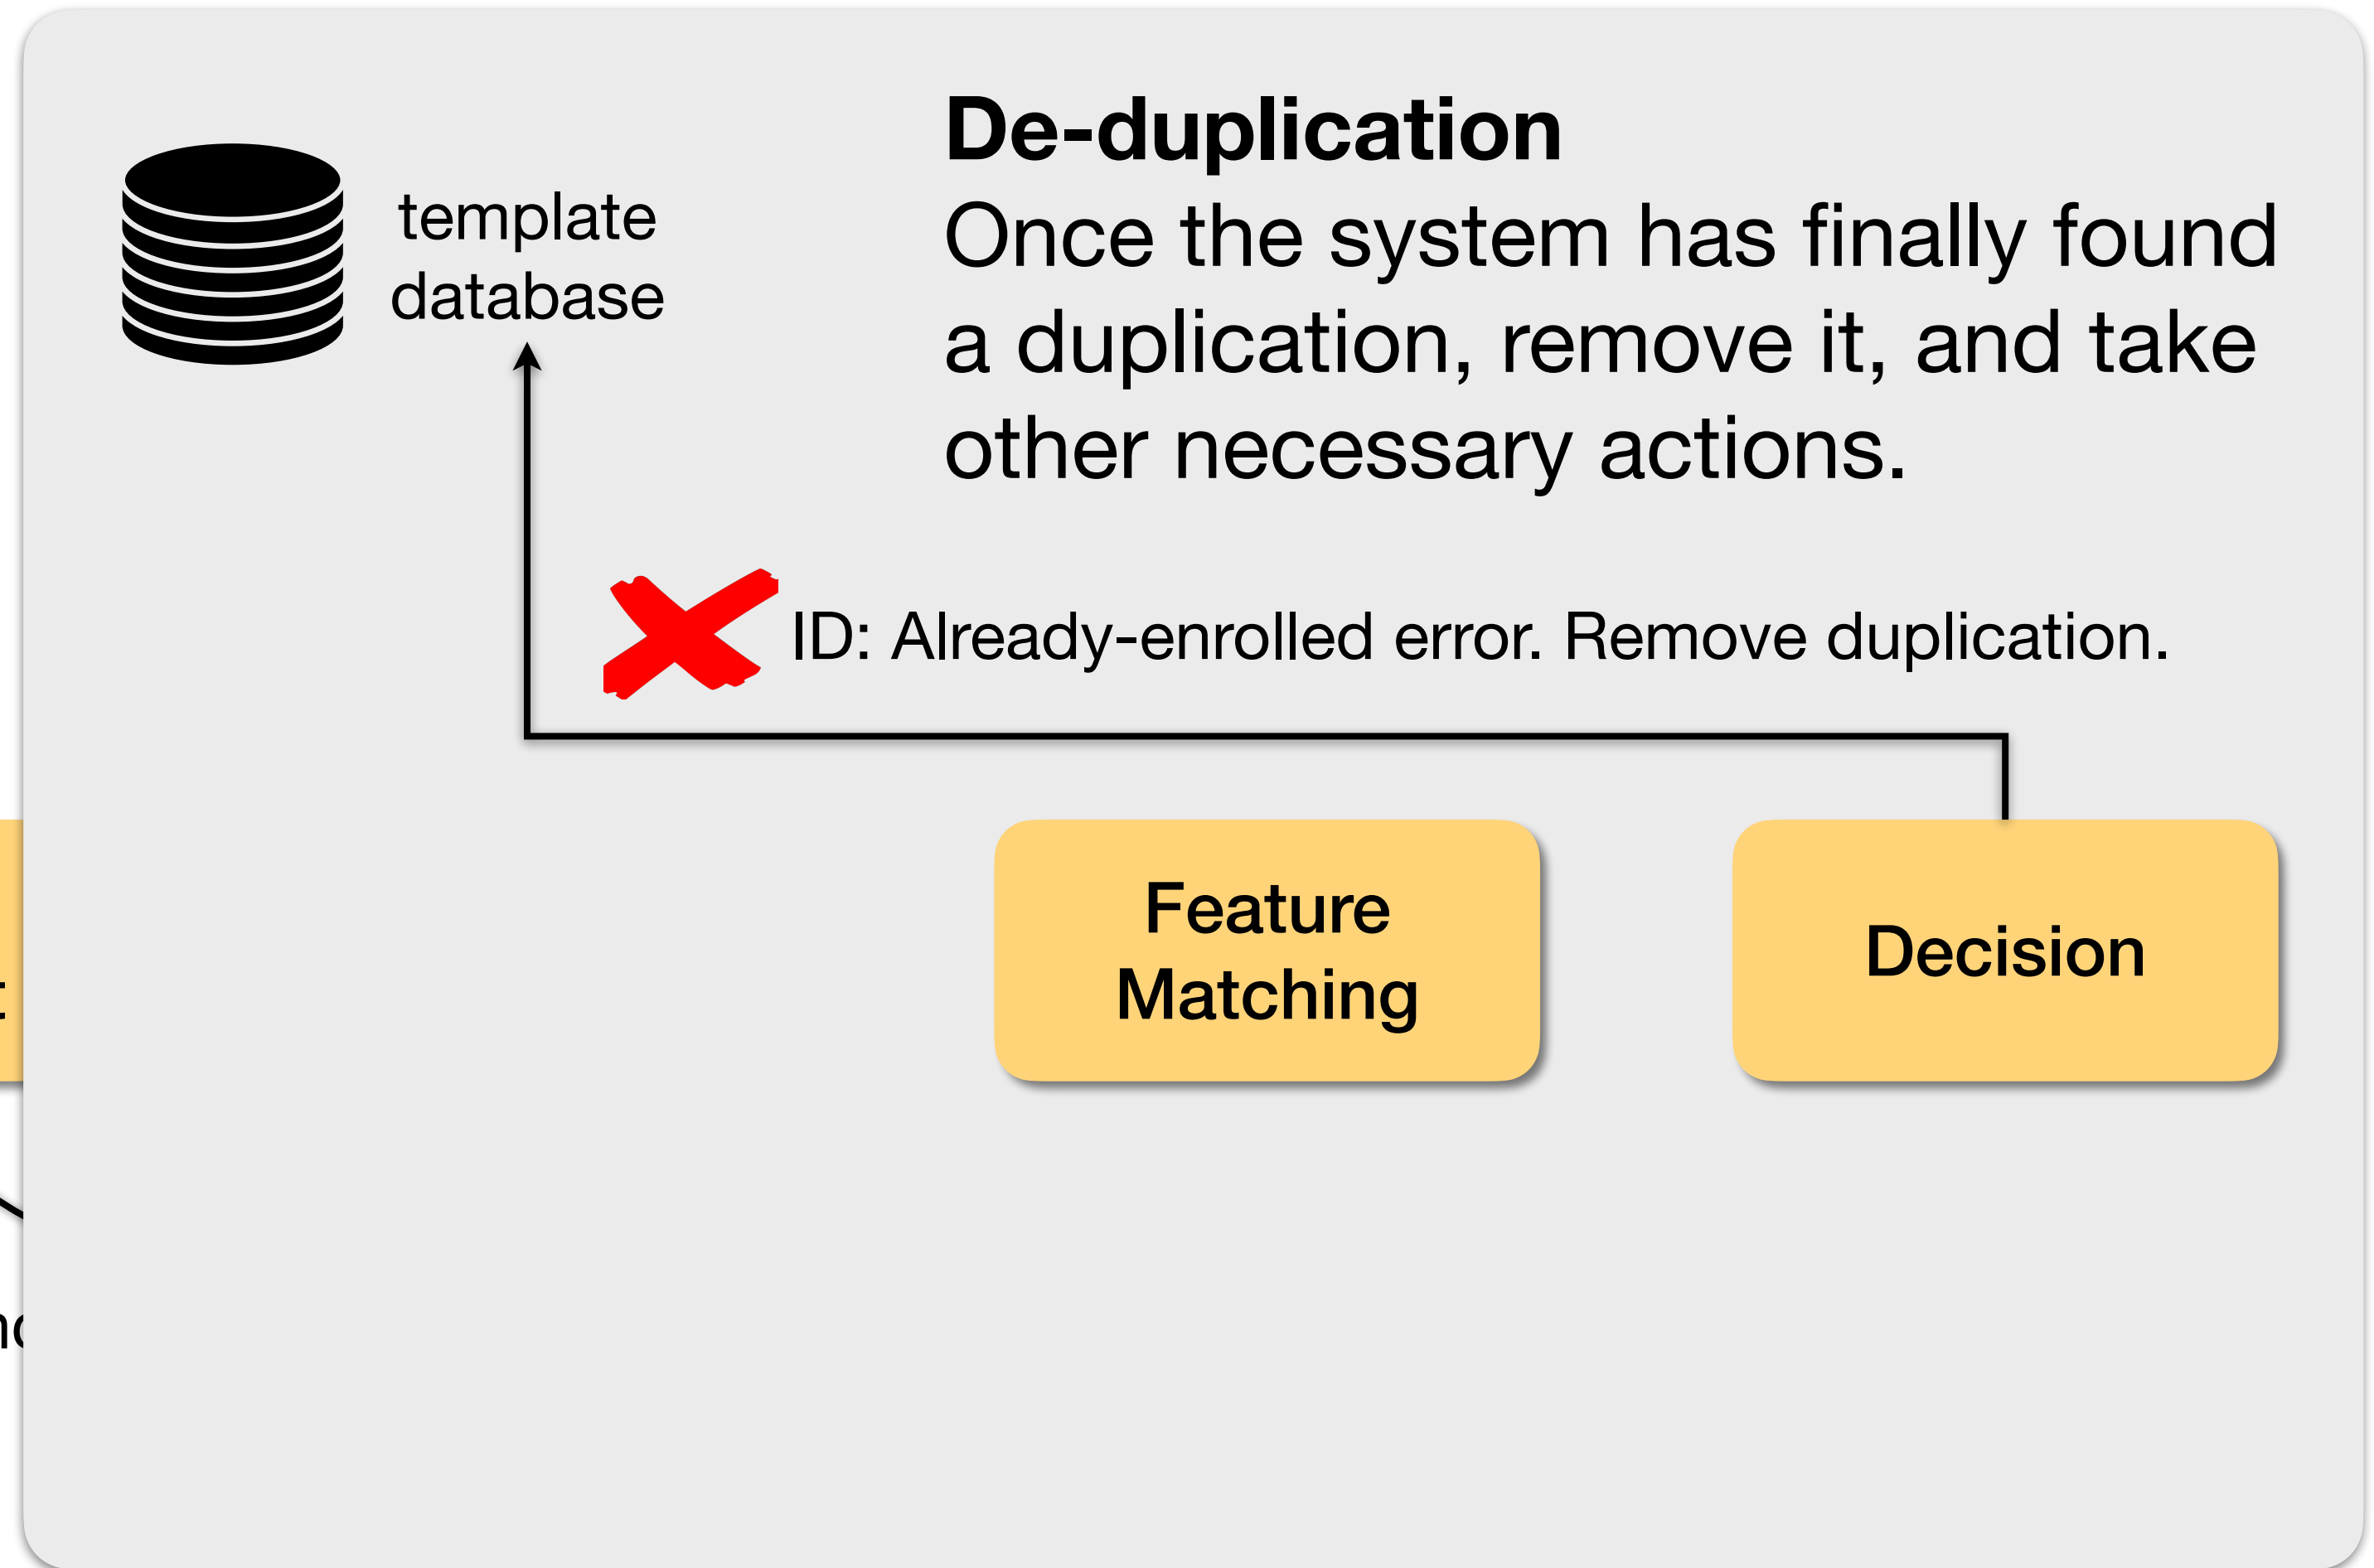 De-duplication
Once the system has finally found
a duplication, remove it, and take
other necessary actions.
template
database
ID: Already-enrolled error. Remove duplication.
Feature
Matching
Decision